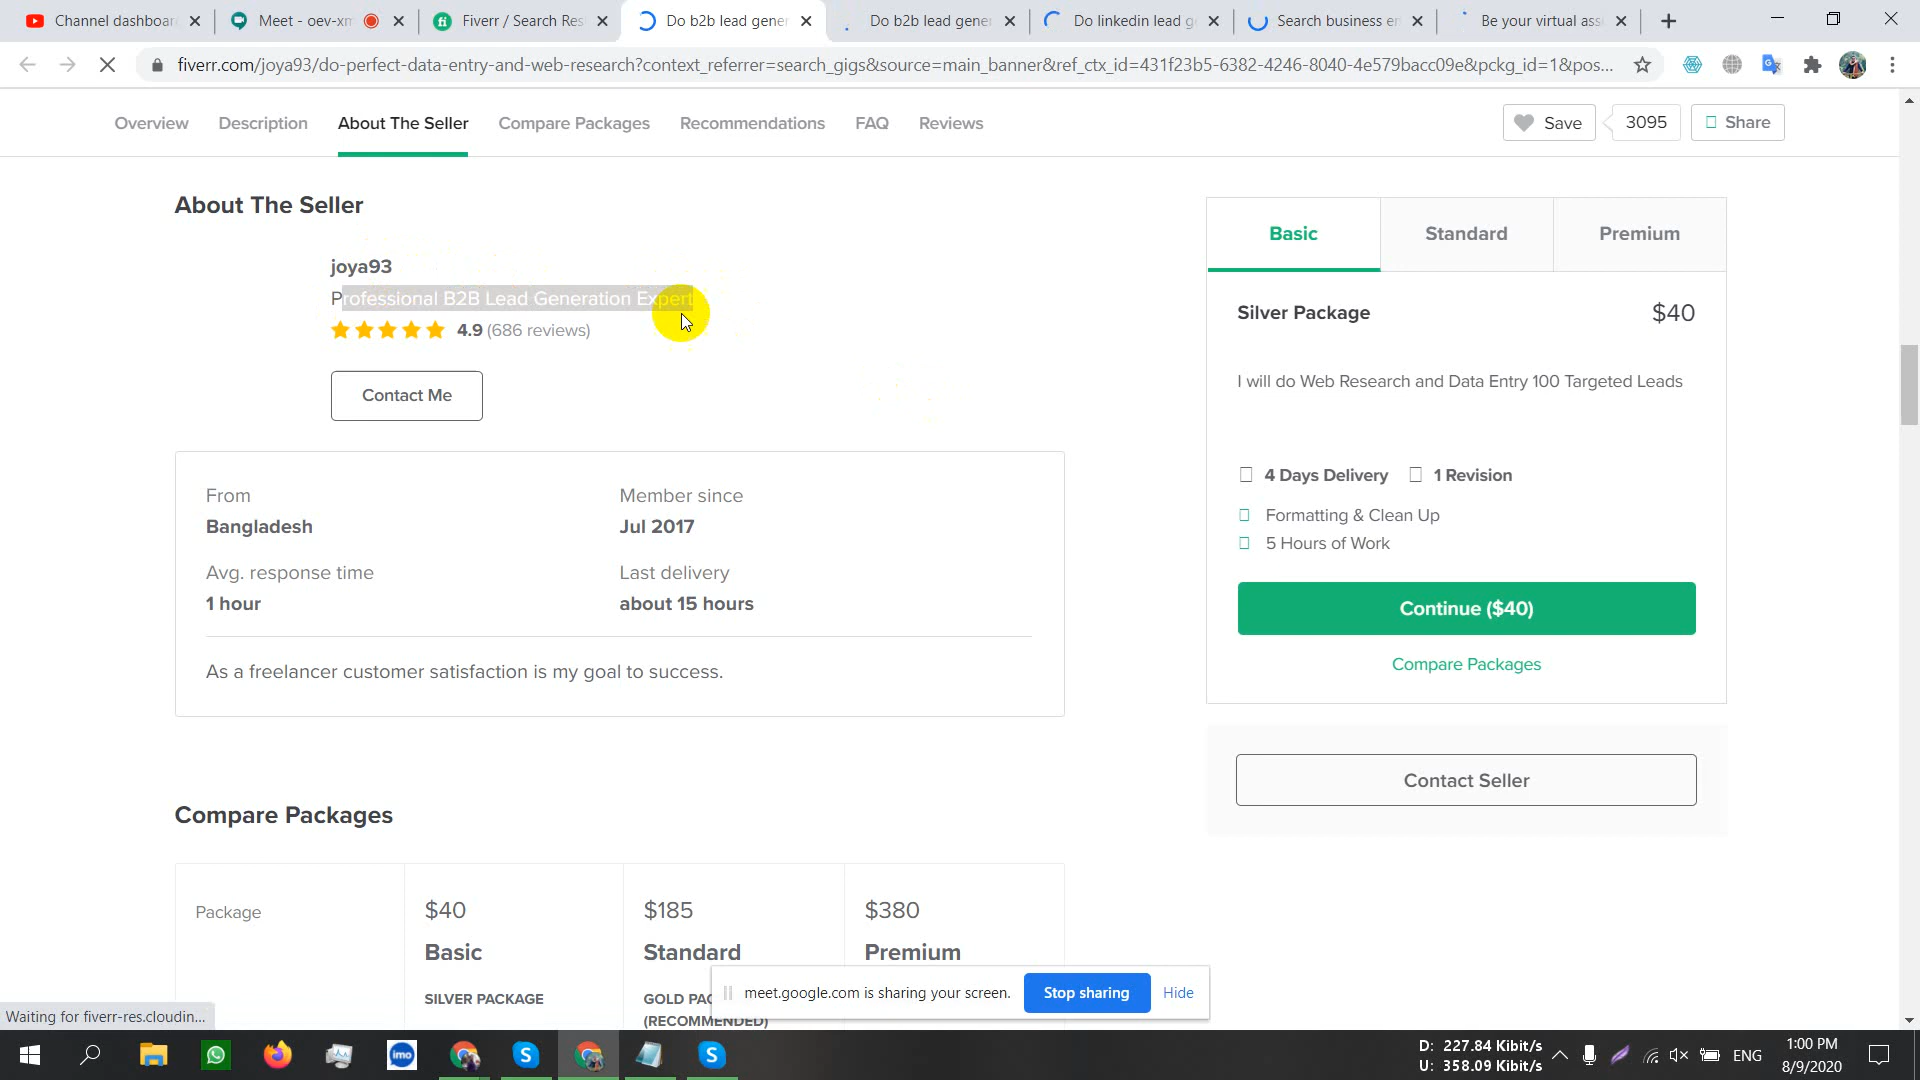 Channel dashboar
Meet - oev-xm
Fiverr / Search Res
Do b2b lead gener
Do b2b lead gene
Do linkedin lead g
Search business en
Be your virtual ass
fiverr.com/joya93/do-perfect-data-entry-and-web-research?context_referrer=search_gigs&source=main_banner&ref_ctx_id=431f23b5-6382-4246-8040-4e579bacc09e&pckg_id=1&pos...
Overview Description About The Seller Compare Packages Recommendations FAQ Reviews
Save 3095 Share
About The Seller
joya93
Professional B2B Lead Generation Expert
4.9 (686 reviews)
Contact Me
From
Bangladesh
Member since
Jul 2017
Avg. response time
1 hour
Last delivery
about 15 hours
As a freelancer customer satisfaction is my goal to success.
Basic Standard Premium
Silver Package $40
I will do Web Research and Data Entry 100 Targeted Leads
4 Days Delivery 1 Revision
Formatting & Clean Up
5 Hours of Work
Continue ($40)
Compare Packages
Contact Seller
Compare Packages
Package
$40
Basic
SILVER PACKAGE
$185
Standard
GOLD PAC
(RECOMMENDED)
$380
Premium
meet.google.com is sharing your screen. Stop sharing Hide
Waiting for fiverr-res.cloudin...
imo
D: 227.84 Kibit/s
U: 358.09 Kibit/s
ENG
1:00 PM
8/9/2020